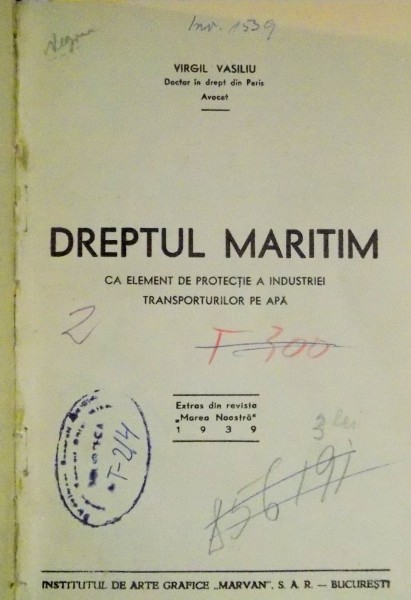 Inv. 1539
VIRGIL VASILIU
Doctor în drept din Paris
Avocat
DREPTUL MARITIM
CA ELEMENT DE PROTECȚIE A INDUSTRIEI
TRANSPORTURILOR PE APĂ
2
T-300
Extras din revista
„Marea Noastră"
1939
3 lei
T-214
85619i
INSTITUTUL DE ARTE GRAFICE „MARVAN", S. A. R. — BUCUREȘTI